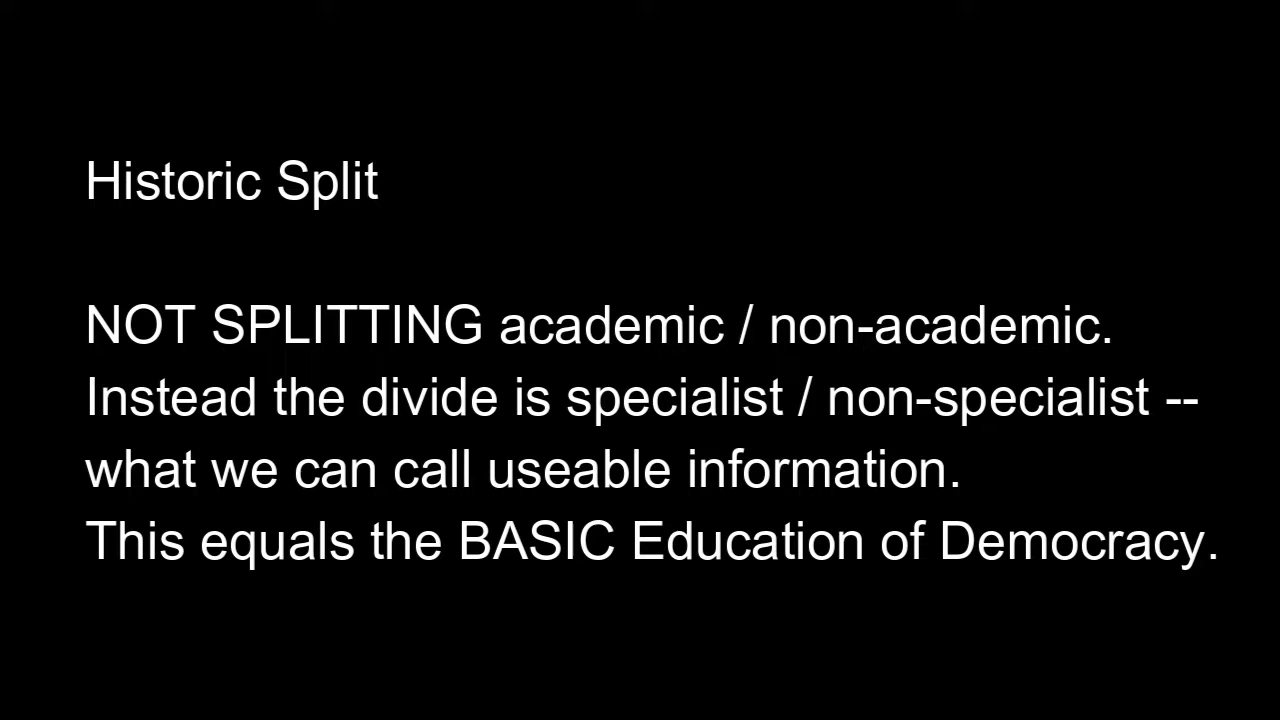 Historic Split
NOT SPLITTING academic / non-academic.
Instead the divide is specialist / non-specialist --
what we can call useable information.
This equals the BASIC Education of Democracy.